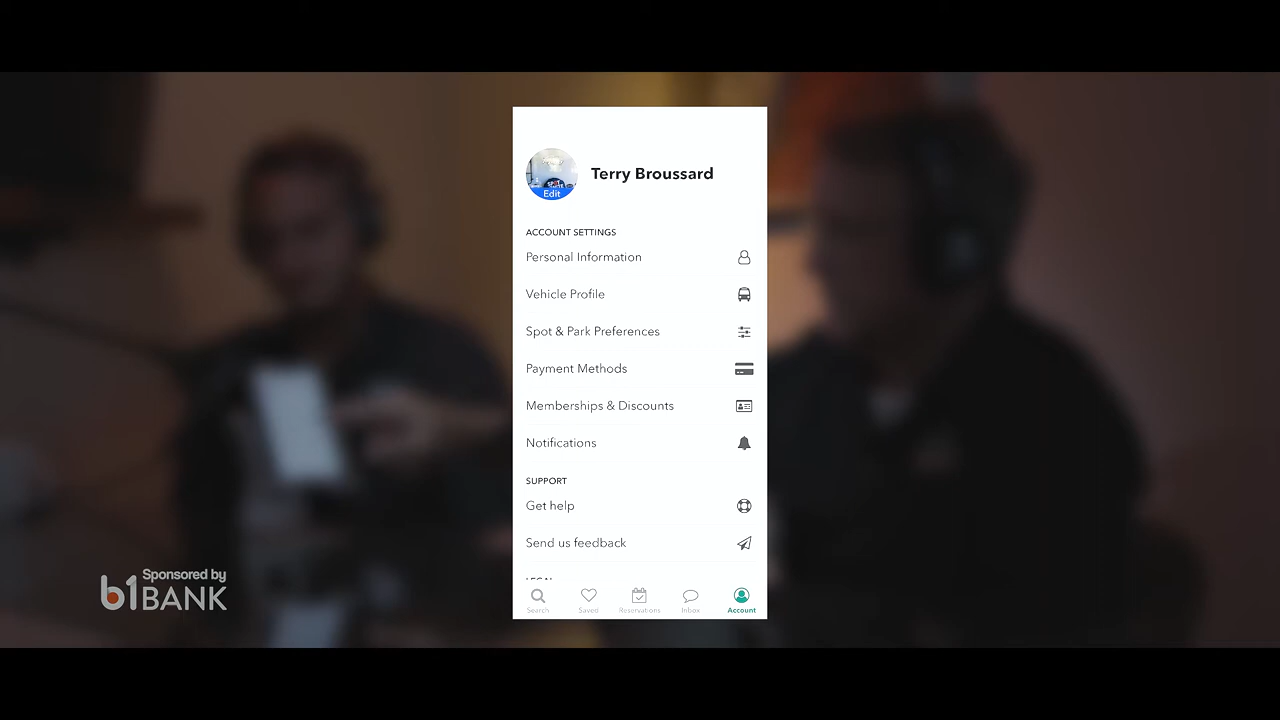 Terry Broussard
Edit
ACCOUNT SETTINGS
Personal Information
Vehicle Profile
Spot & Park Preferences
Payment Methods
Memberships & Discounts
Notifications
SUPPORT
Get help
Send us feedback
LEGAL
Search
Saved
Reservations
Inbox
Account
Sponsored by
b1BANK